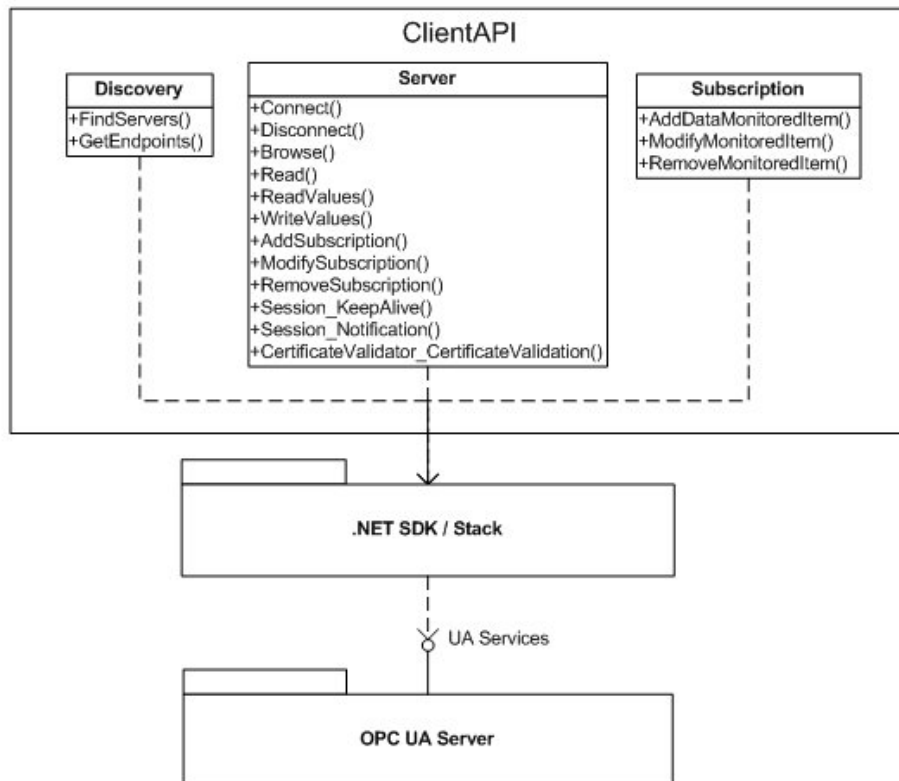 ClientAPI
Discovery
+FindServers()
+GetEndpoints()
Server
+Connect()
+Disconnect()
+Browse()
+Read()
+ReadValues()
+WriteValues()
+AddSubscription()
+ModifySubscription()
+RemoveSubscription()
+Session_KeepAlive()
+Session_Notification()
+CertificateValidator_CertificateValidation()
Subscription
+AddDataMonitoredItem()
+ModifyMonitoredItem()
+RemoveMonitoredItem()
.NET SDK / Stack
UA Services
OPC UA Server